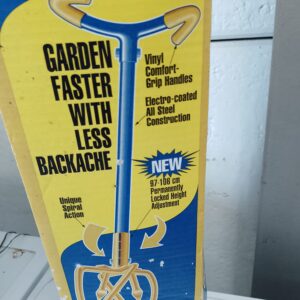 GARDEN
FASTER
WITH
LESS
BACKACHE
Vinyl
Comfort-
Grip Handles
Electro-coated
All Steel
Construction
NEW
97-106 cm
Permanently
Locked Height
Adjustment
Unique
Spiral
Action